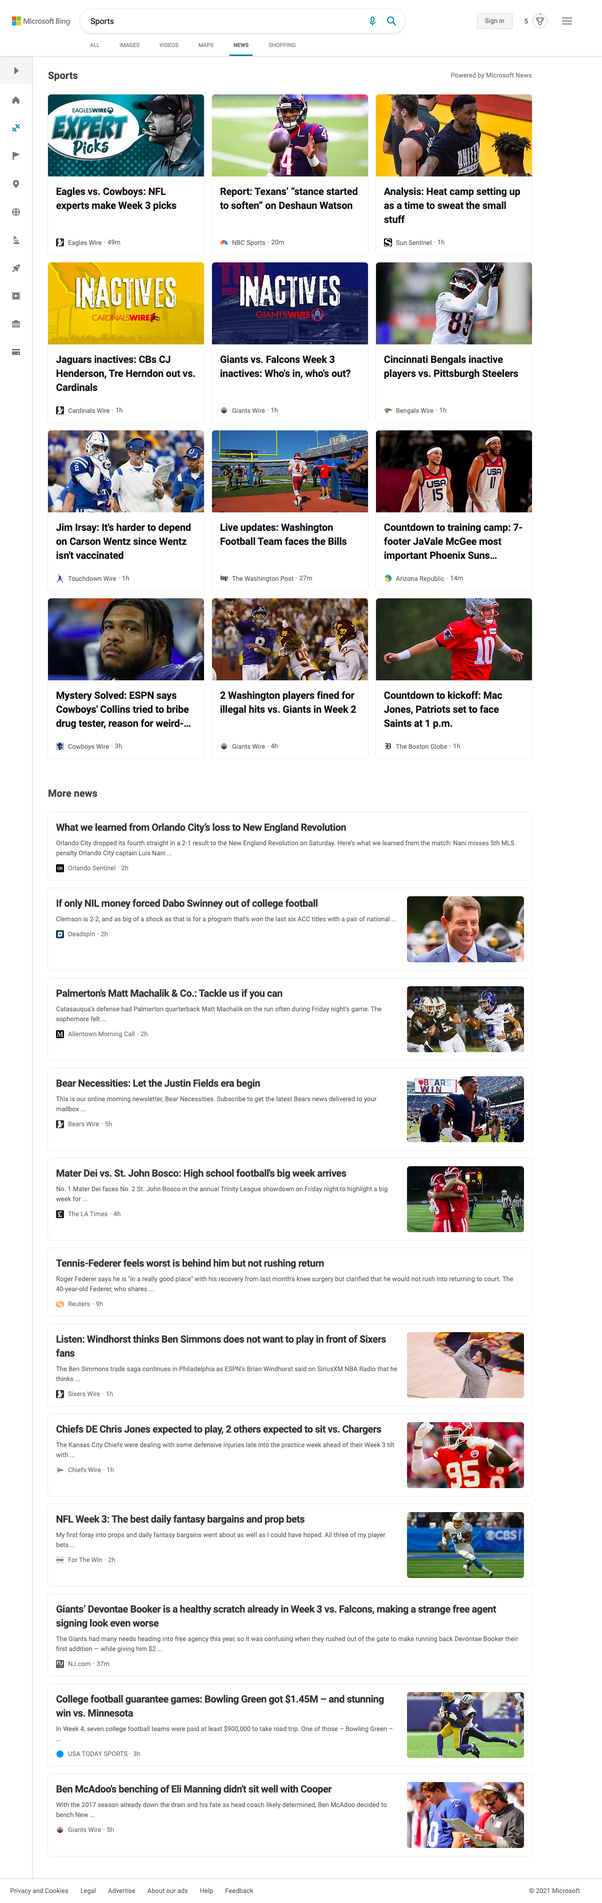 Microsoft Bing
Sports
Sign in
5
ALL
IMAGES
VIDEOS
MAPS
NEWS
SHOPPING
Sports
Powered by Microsoft News
EAGLESWIRE
EXPERT
Picks
Eagles vs. Cowboys: NFL
experts make Week 3 picks
Eagles Wire · 49m
4
Report: Texans' “stance started
to soften” on Deshaun Watson
NBC Sports · 20m
UNITED
Analysis: Heat camp setting up
as a time to sweat the small
stuff
Sun Sentinel · 1h
INACTIVES
CARDINALSWIRE
Jaguars inactives: CBs CJ
Henderson, Tre Herndon out vs.
Cardinals
Cardinals Wire · 1h
INACTIVES
GIANTSWIRE
Giants vs. Falcons Week 3
inactives: Who's in, who's out?
Giants Wire · 1h
85
Cincinnati Bengals inactive
players vs. Pittsburgh Steelers
Bengals Wire · 1h
2
Jim Irsay: It's harder to depend
on Carson Wentz since Wentz
isn't vaccinated
Touchdown Wire · 1h
4
Live updates: Washington
Football Team faces the Bills
wp The Washington Post · 27m
USA
15
USA
11
Countdown to training camp: 7-
footer JaVale McGee most
important Phoenix Suns...
Arizona Republic · 14m
Mystery Solved: ESPN says
Cowboys' Collins tried to bribe
drug tester, reason for weird-...
Cowboys Wire · 3h
8
2 Washington players fined for
illegal hits vs. Giants in Week 2
Giants Wire · 4h
10
Countdown to kickoff: Mac
Jones, Patriots set to face
Saints at 1 p.m.
The Boston Globe · 1h
More news
What we learned from Orlando City's loss to New England Revolution
Orlando City dropped its fourth straight in a 2-1 result to the New England Revolution on Saturday. Here's what we learned from the match: Nani misses 5th MLS
penalty Orlando City captain Luis Nani ...
OS Orlando Sentinel · 2h
If only NIL money forced Dabo Swinney out of college football
Clemson is 2-2, and as big of a shock as that is for a program that's won the last six ACC titles with a pair of national ...
Deadspin · 2h
Palmerton's Matt Machalik & Co.: Tackle us if you can
Catasauqua's defense had Palmerton quarterback Matt Machalik on the run often during Friday night's game. The
sophomore felt ...
Allentown Morning Call · 2h
Bear Necessities: Let the Justin Fields era begin
This is our online morning newsletter, Bear Necessities. Subscribe to get the latest Bears news delivered to your
mailbox ...
Bears Wire · 5h
BEARS
WIN
1
Mater Dei vs. St. John Bosco: High school football's big week arrives
No. 1 Mater Dei faces No. 2 St. John Bosco in the annual Trinity League showdown on Friday night to highlight a big
week for ...
The LA Times · 4h
Tennis-Federer feels worst is behind him but not rushing return
Roger Federer says he is "in a really good place" with his recovery from last month's knee surgery but clarified that he would not rush into returning to court. The
40-year-old Federer, who shares ...
Reuters · 9h
Listen: Windhorst thinks Ben Simmons does not want to play in front of Sixers
fans
The Ben Simmons trade saga continues in Philadelphia as ESPN's Brian Windhorst said on SiriusXM NBA Radio that he
thinks ...
Sixers Wire · 1h
Chiefs DE Chris Jones expected to play, 2 others expected to sit vs. Chargers
The Kansas City Chiefs were dealing with some defensive injuries late into the practice week ahead of their Week 3 tilt
with ...
Chiefs Wire · 1h
95
NFL Week 3: The best daily fantasy bargains and prop bets
My first foray into props and daily fantasy bargains went about as well as I could have hoped. All three of my player
bets ...
For The Win · 2h
CBS
Giants' Devontae Booker is a healthy scratch already in Week 3 vs. Falcons, making a strange free agent
signing look even worse
The Giants had many needs heading into free agency this year, so it was confusing when they rushed out of the gate to make running back Devontae Booker their
first addition — while giving him $2 ...
NJ.com · 37m
College football guarantee games: Bowling Green got $1.45M – and stunning
win vs. Minnesota
In Week 4, seven college football teams were paid at least $900,000 to take road trip. One of those – Bowling Green –
...
USA TODAY SPORTS · 3h
Ben McAdoo's benching of Eli Manning didn't sit well with Cooper
With the 2017 season already down the drain and his fate as head coach likely determined, Ben McAdoo decided to
bench New ...
Giants Wire · 5h
Privacy and Cookies
Legal
Advertise
About our ads
Help
Feedback
© 2021 Microsoft